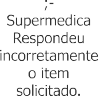 ;-
Supermedica
Respondeu
incorretamente
o item
solicitado.